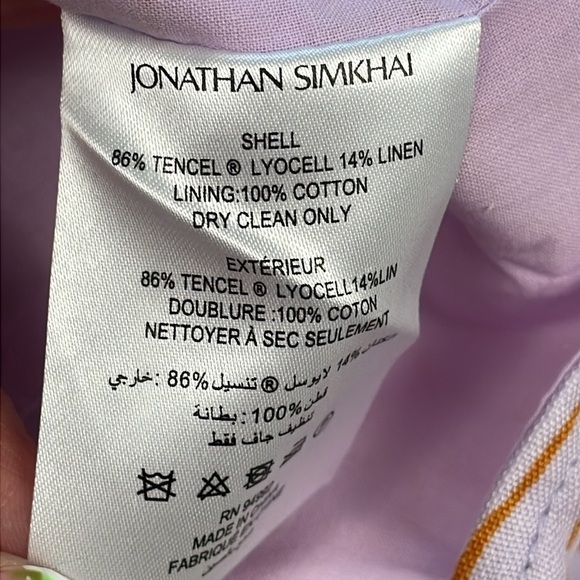 JONATHAN SIMKHAI
SHELL
86% TENCEL ® LYOCELL 14% LINEN
LINING:100% COTTON
DRY CLEAN ONLY
EXTÉRIEUR
86% TENCEL ® LYOCELL14%LIN
DOUBLURE :100% COTON
NETTOYER À SEC SEULEMENT
خارجي: 86% تنسيل® لايوسل 14%
بطانة: 100% قطن
تنظيف جاف فقط
RN
MADE IN